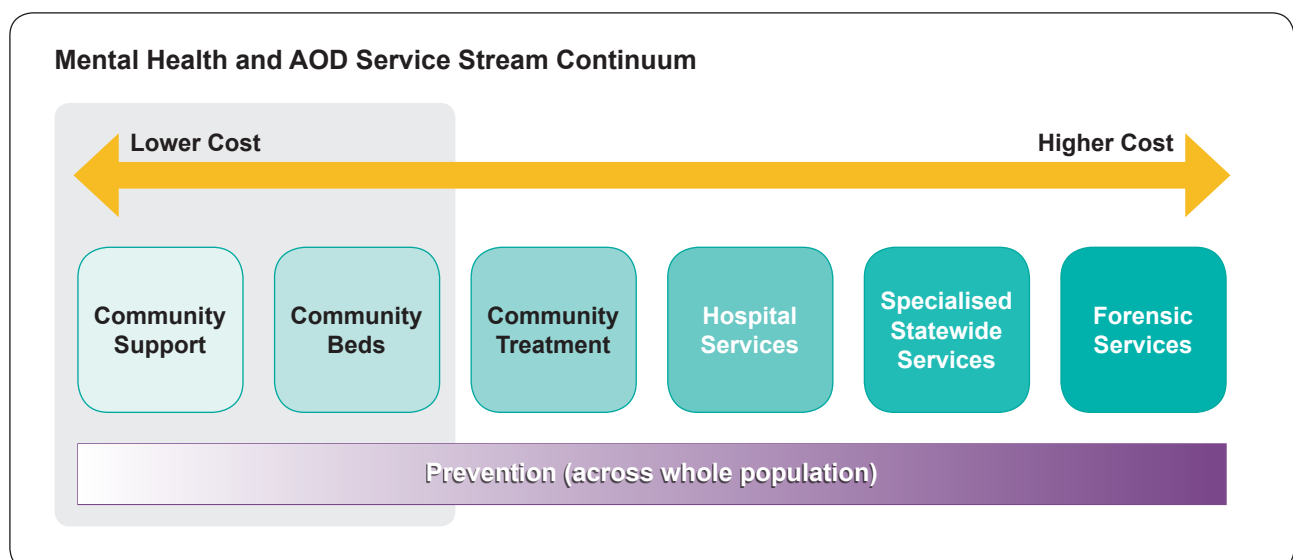 Mental Health and AOD Service Stream Continuum
Lower Cost
Higher Cost
Community
Support
Community
Beds
Community
Treatment
Hospital
Services
Specialised
Statewide
Services
Forensic
Services
Prevention (across whole population)